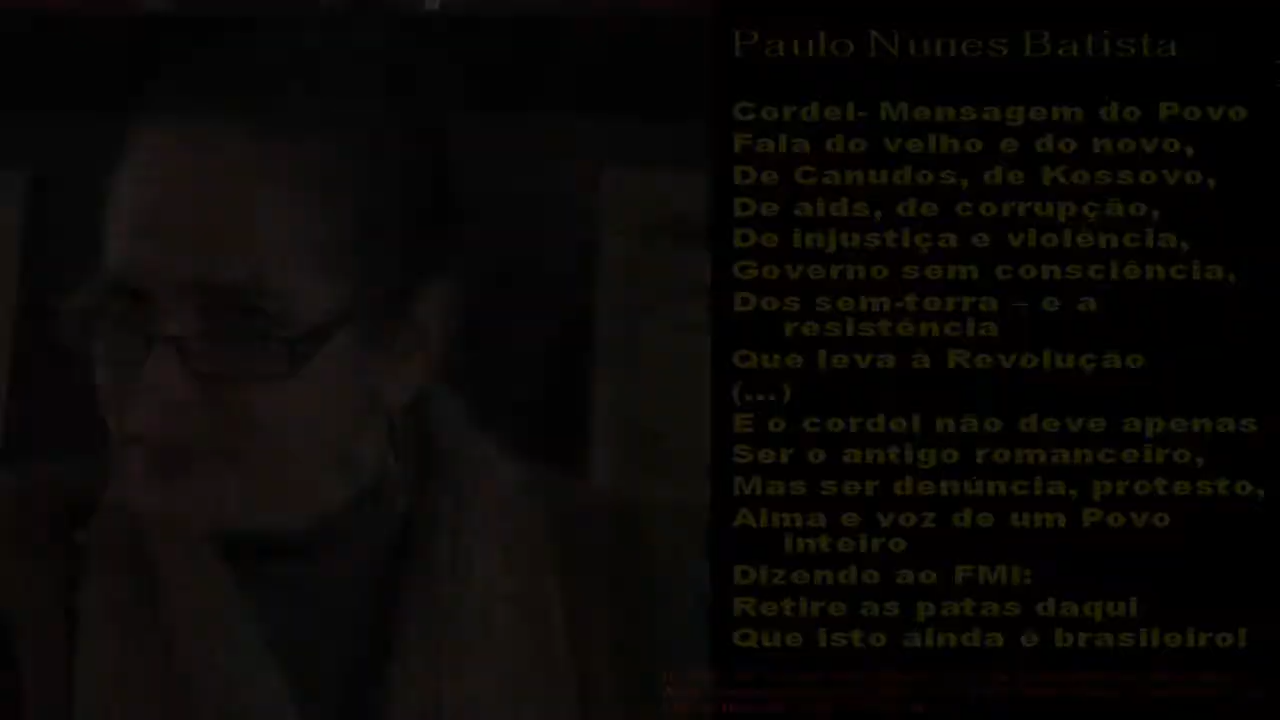 Paulo Nunes Batista
Cordel- Mensagem do Povo
Fala do velho e do novo,
De Canudos, de Kossovo,
De aids, de corrupção,
De injustiça e violência,
Governo sem consciência,
Dos sem-terra – e a
resistência
Que leva à Revolução
(...)
E o cordel não deve apenas
Ser o antigo romanceiro,
Mas ser denúncia, protesto,
Alma e voz de um Povo
inteiro
Dizendo ao FMI:
Retire as patas daqui
Que isto ainda é brasileiro!